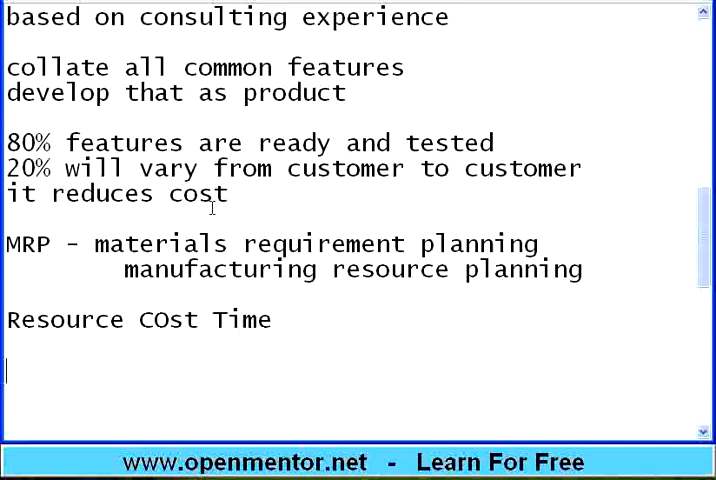 based on consulting experience
collate all common features
develop that as product
80% features are ready and tested
20% will vary from customer to customer
it reduces cost
MRP - materials requirement planning
manufacturing resource planning
Resource COst Time
www.openmentor.net - Learn For Free